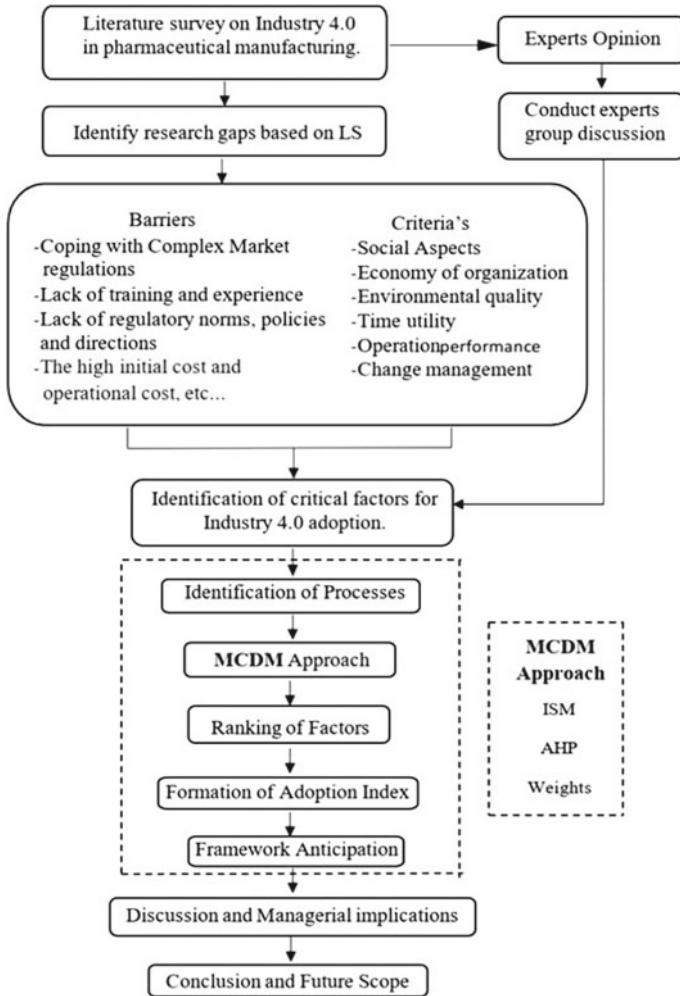 Literature survey on Industry 4.0
in pharmaceutical manufacturing.
Experts Opinion
Identify research gaps based on LS
Conduct experts
group discussion
Barriers
-Coping with Complex Market
regulations
-Lack of training and experience
-Lack of regulatory norms, policies
and directions
-The high initial cost and
operational cost, etc...
Criteria's
-Social Aspects
-Economy of organization
-Environmental quality
-Time utility
-Operationperformance
-Change management
Identification of critical factors for
Industry 4.0 adoption.
Identification of Processes
MCDM Approach
Ranking of Factors
Formation of Adoption Index
Framework Anticipation
MCDM
Approach
ISM
AHP
Weights
Discussion and Managerial implications
Conclusion and Future Scope